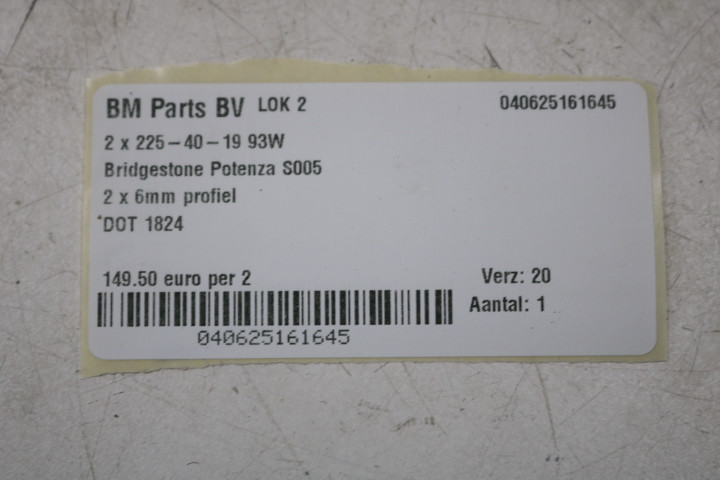 BM Parts BV LOK 2 040625161645
2 x 225-40-19 93W
Bridgestone Potenza S005
2 x 6mm profiel
*DOT 1824
149.50 euro per 2 Verz: 20
Aantal: 1
040625161645